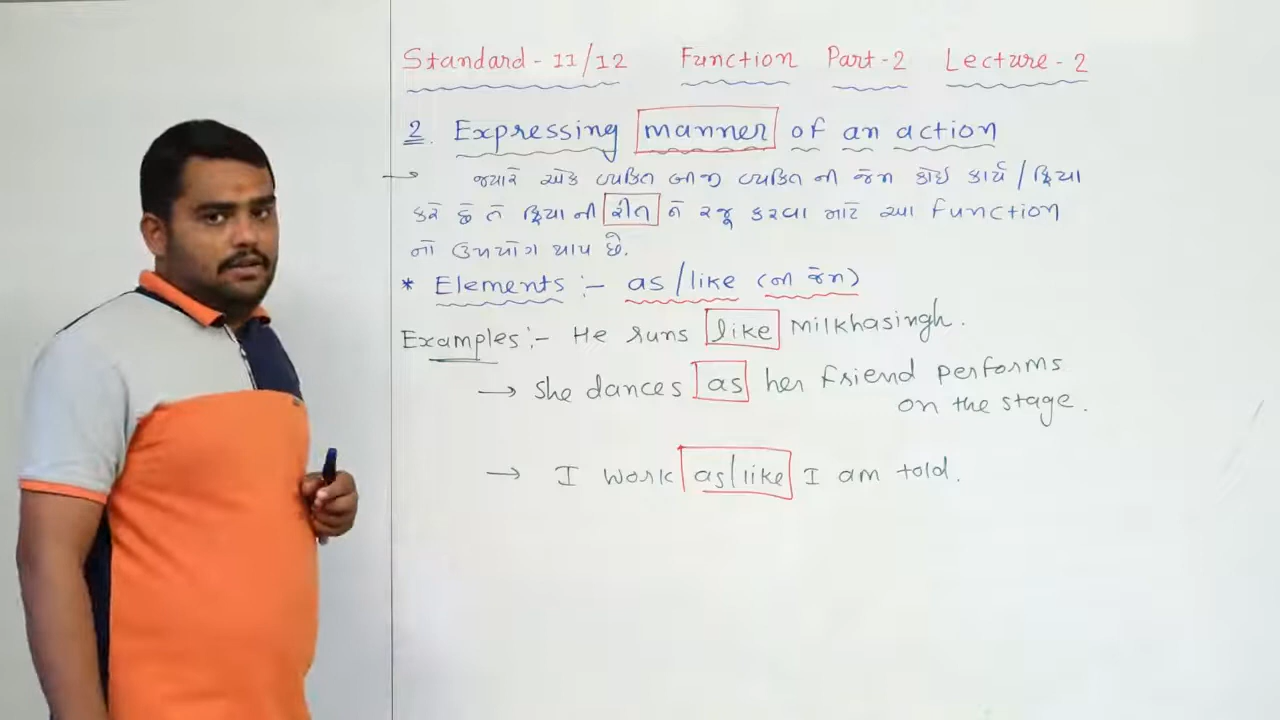 Standard - 11/12 Function Part-2 Lecture - 2
2. Expressing manner of an action
→ જ્યારે એક વ્યકિત બીજી વ્યકિત ની જેમ કોઈ કાર્ય / ક્રિયા
કરે છે તે ક્રિયા ની રીત ને રજૂ કરવા માટે આ Function
નો ઉપયોગ થાય છે.
* Elements :- as/like (ની જેમ)
Examples :- He runs like Milkhasingh.
→ She dances as her friend performs
on the stage.
→ I work as/like I am told.